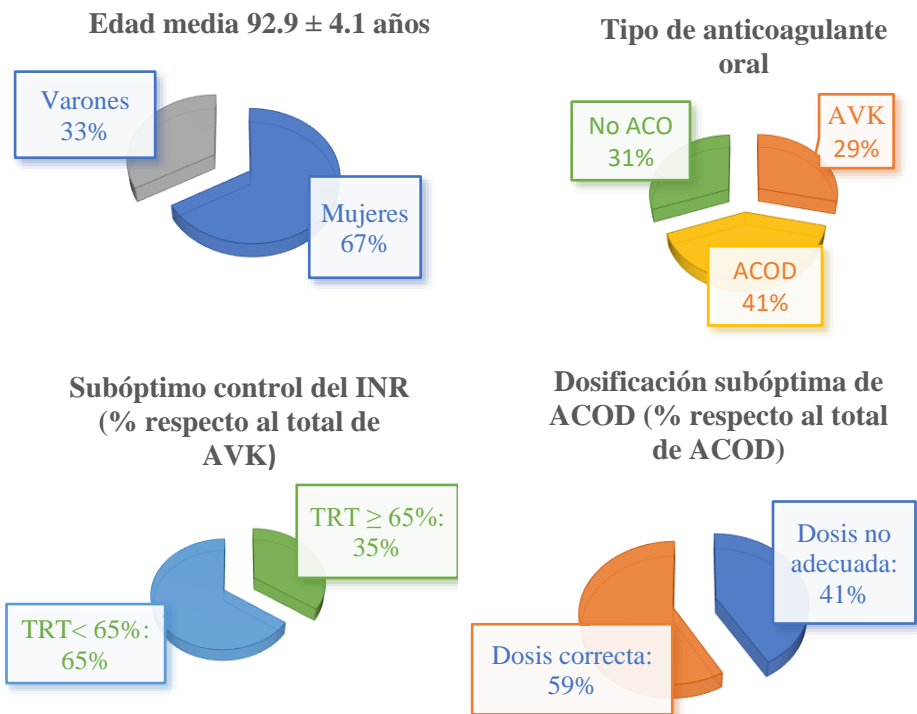 Edad media 92.9 ± 4.1 años
Varones
33%
Mujeres
67%
Tipo de anticoagulante
oral
No ACO
31%
AVK
29%
ACOD
41%
Subóptimo control del INR
(% respecto al total de
AVK)
TRT ≥ 65%:
35%
TRT< 65%:
65%
Dosificación subóptima de
ACOD (% respecto al total
de ACOD)
Dosis no
adecuada:
41%
Dosis correcta:
59%